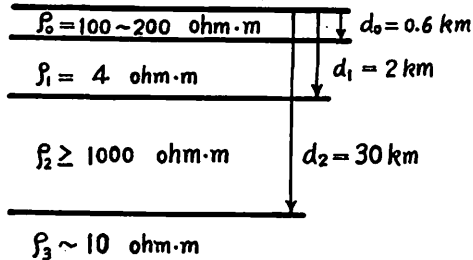 ρ₀ = 100 ~ 200 ohm·m d₀ = 0.6 km
ρ₁ = 4 ohm·m d₁ = 2 km
ρ₂ ≥ 1000 ohm·m d₂ = 30 km
ρ₃ ~ 10 ohm·m